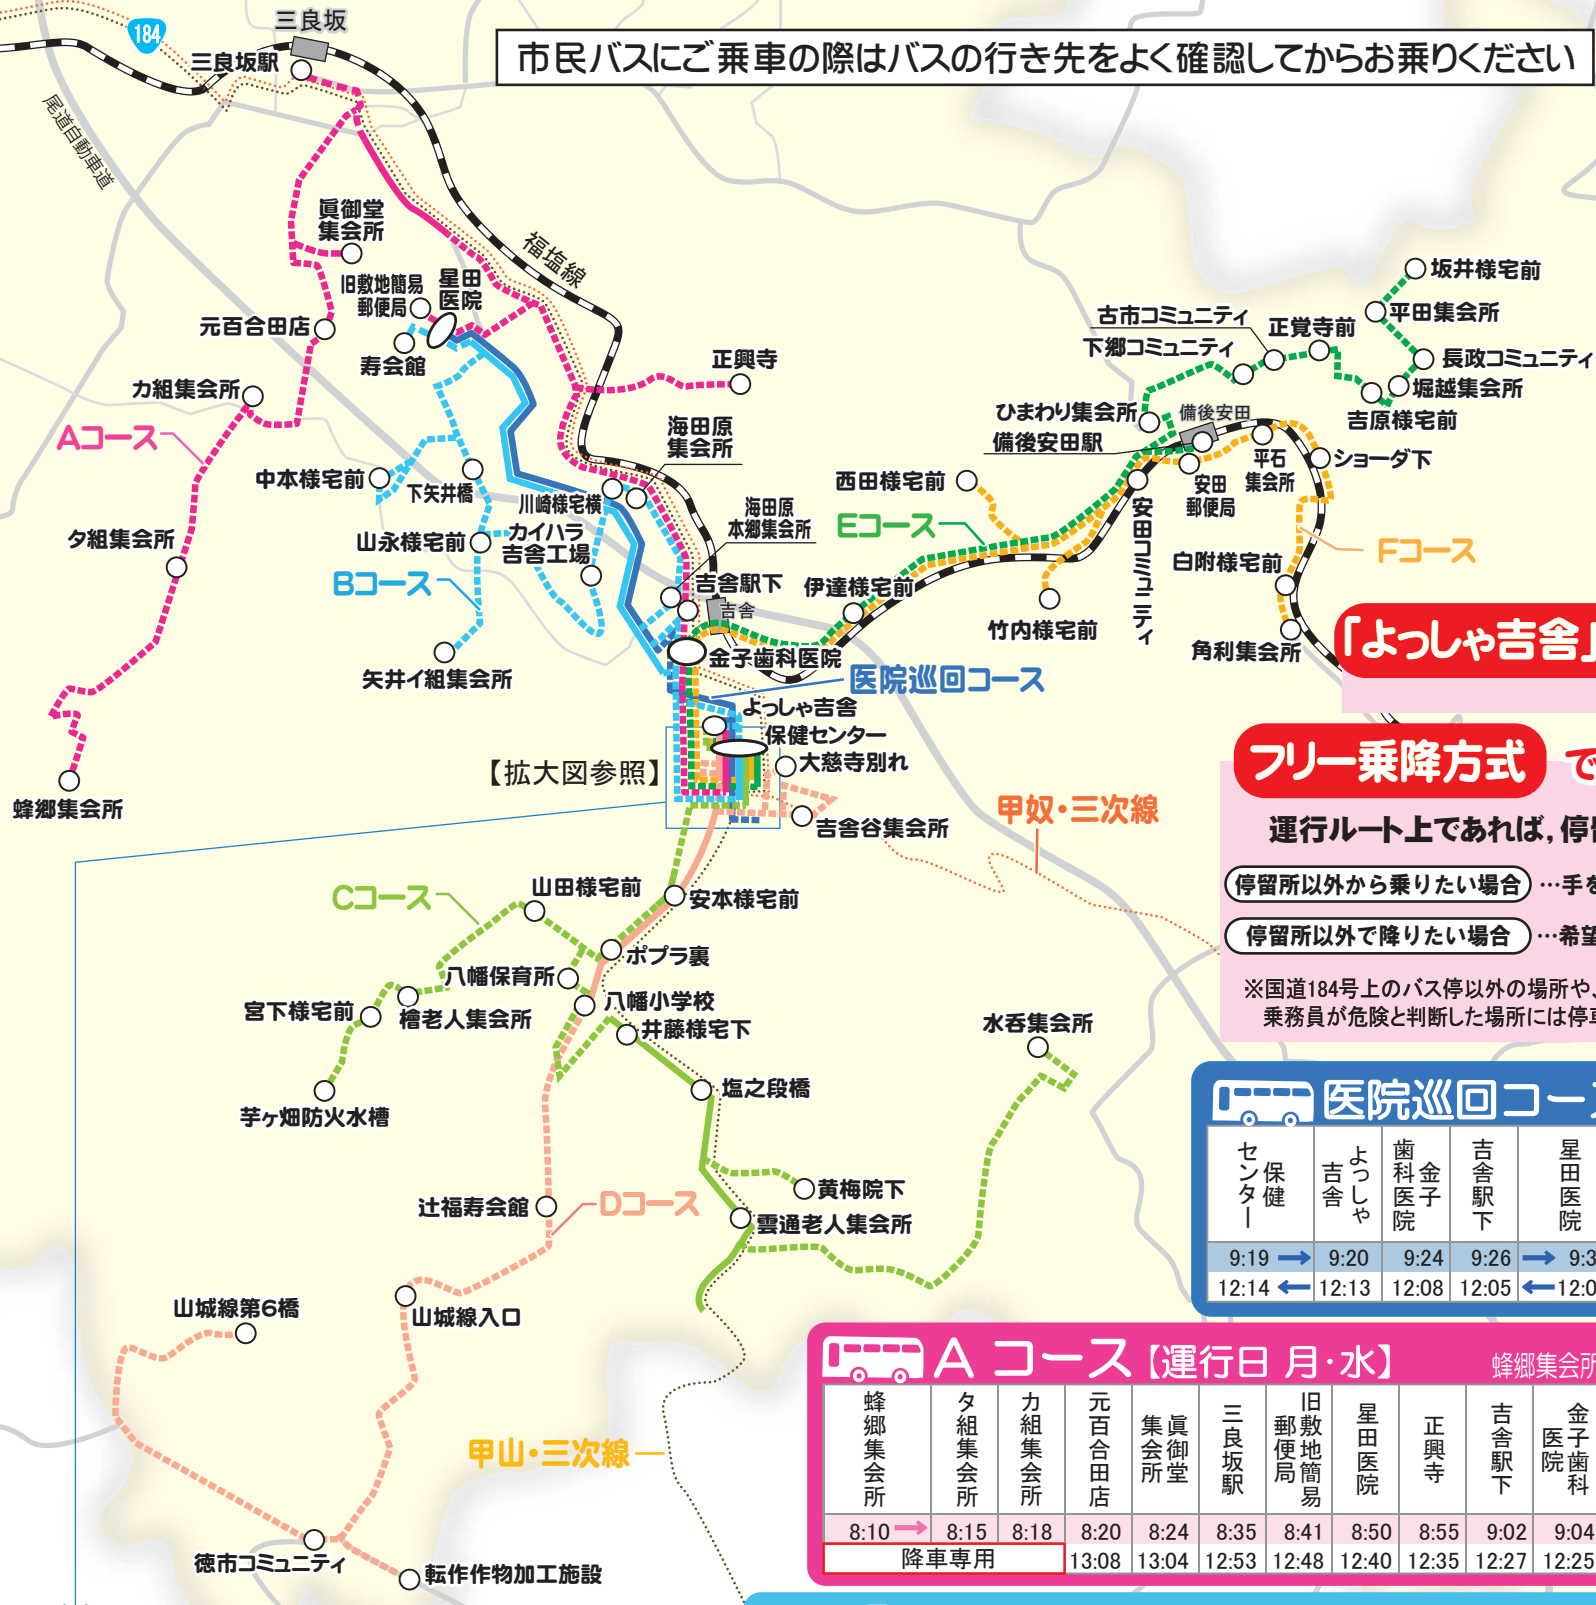 184
三良坂
三良坂駅
市民バスにご乗車の際はバスの行き先をよく確認してからお乗りください
尾道自動車道
眞御堂
集会所
福塩線
旧敷地簡易
郵便局
星田
医院
元百合田店
寿会館
正興寺
カ組集会所
Aコース
海田原
集会所
中本様宅前
下矢井橋
川崎様宅横
海田原
本郷集会所
タ組集会所
山永様宅前
カイハラ
吉舎工場
Bコース
吉舎駅下
吉舎
矢井イ組集会所
金子歯科医院
医院巡回コース
蜂郷集会所
よっしゃ吉舎
保健センター
【拡大図参照】
大慈寺別れ
吉舎谷集会所
坂井様宅前
平田集会所
古市コミュニティ
正覚寺前
下郷コミュニティ
長政コミュニティ
堀越集会所
吉原様宅前
ひまわり集会所
備後安田
備後安田駅
平石
集会所
ショーダ下
安田
郵便局
西田様宅前
Eコース
安田コミュニティ
Fコース
白附様宅前
伊達様宅前
竹内様宅前
角利集会所
「よっしゃ吉舎」
フリー乗降方式
で
運行ルート上であれば,停
停留所以外から乗りたい場合
…手を
停留所以外で降りたい場合
…希望
※国道184号上のバス停以外の場所や、
乗務員が危険と判断した場所には停車
甲奴・三次線
Cコース
山田様宅前
安本様宅前
ポプラ裏
八幡保育所
宮下様宅前
檜老人集会所
八幡小学校
井藤様宅下
水呑集会所
芋ヶ畑防火水槽
塩之段橋
辻福寿会館
Dコース
黄梅院下
雲通老人集会所
山城線第6橋
山城線入口
甲山・三次線
徳市コミュニティ
転作作物加工施設
医院巡回コース
保健センター
よっしゃ吉舎
金子歯科医院
吉舎駅下
星田医院
9:19 → 9:20 9:24 9:26 → 9:3
12:14 ← 12:13 12:08 12:05 ← 12:0
A コース【運行日 月・水】
蜂郷集会所
蜂郷集会所
タ組集会所
カ組集会所
元百合田店
眞御堂集会所
三良坂駅
旧敷地簡易郵便局
星田医院
正興寺
吉舎駅下
金子歯科医院
8:10 → 8:15 8:18 8:20 8:24 8:35 8:41 8:50 8:55 9:02 9:04
降車専用 13:08 13:04 12:53 12:48 12:40 12:35 12:27 12:25